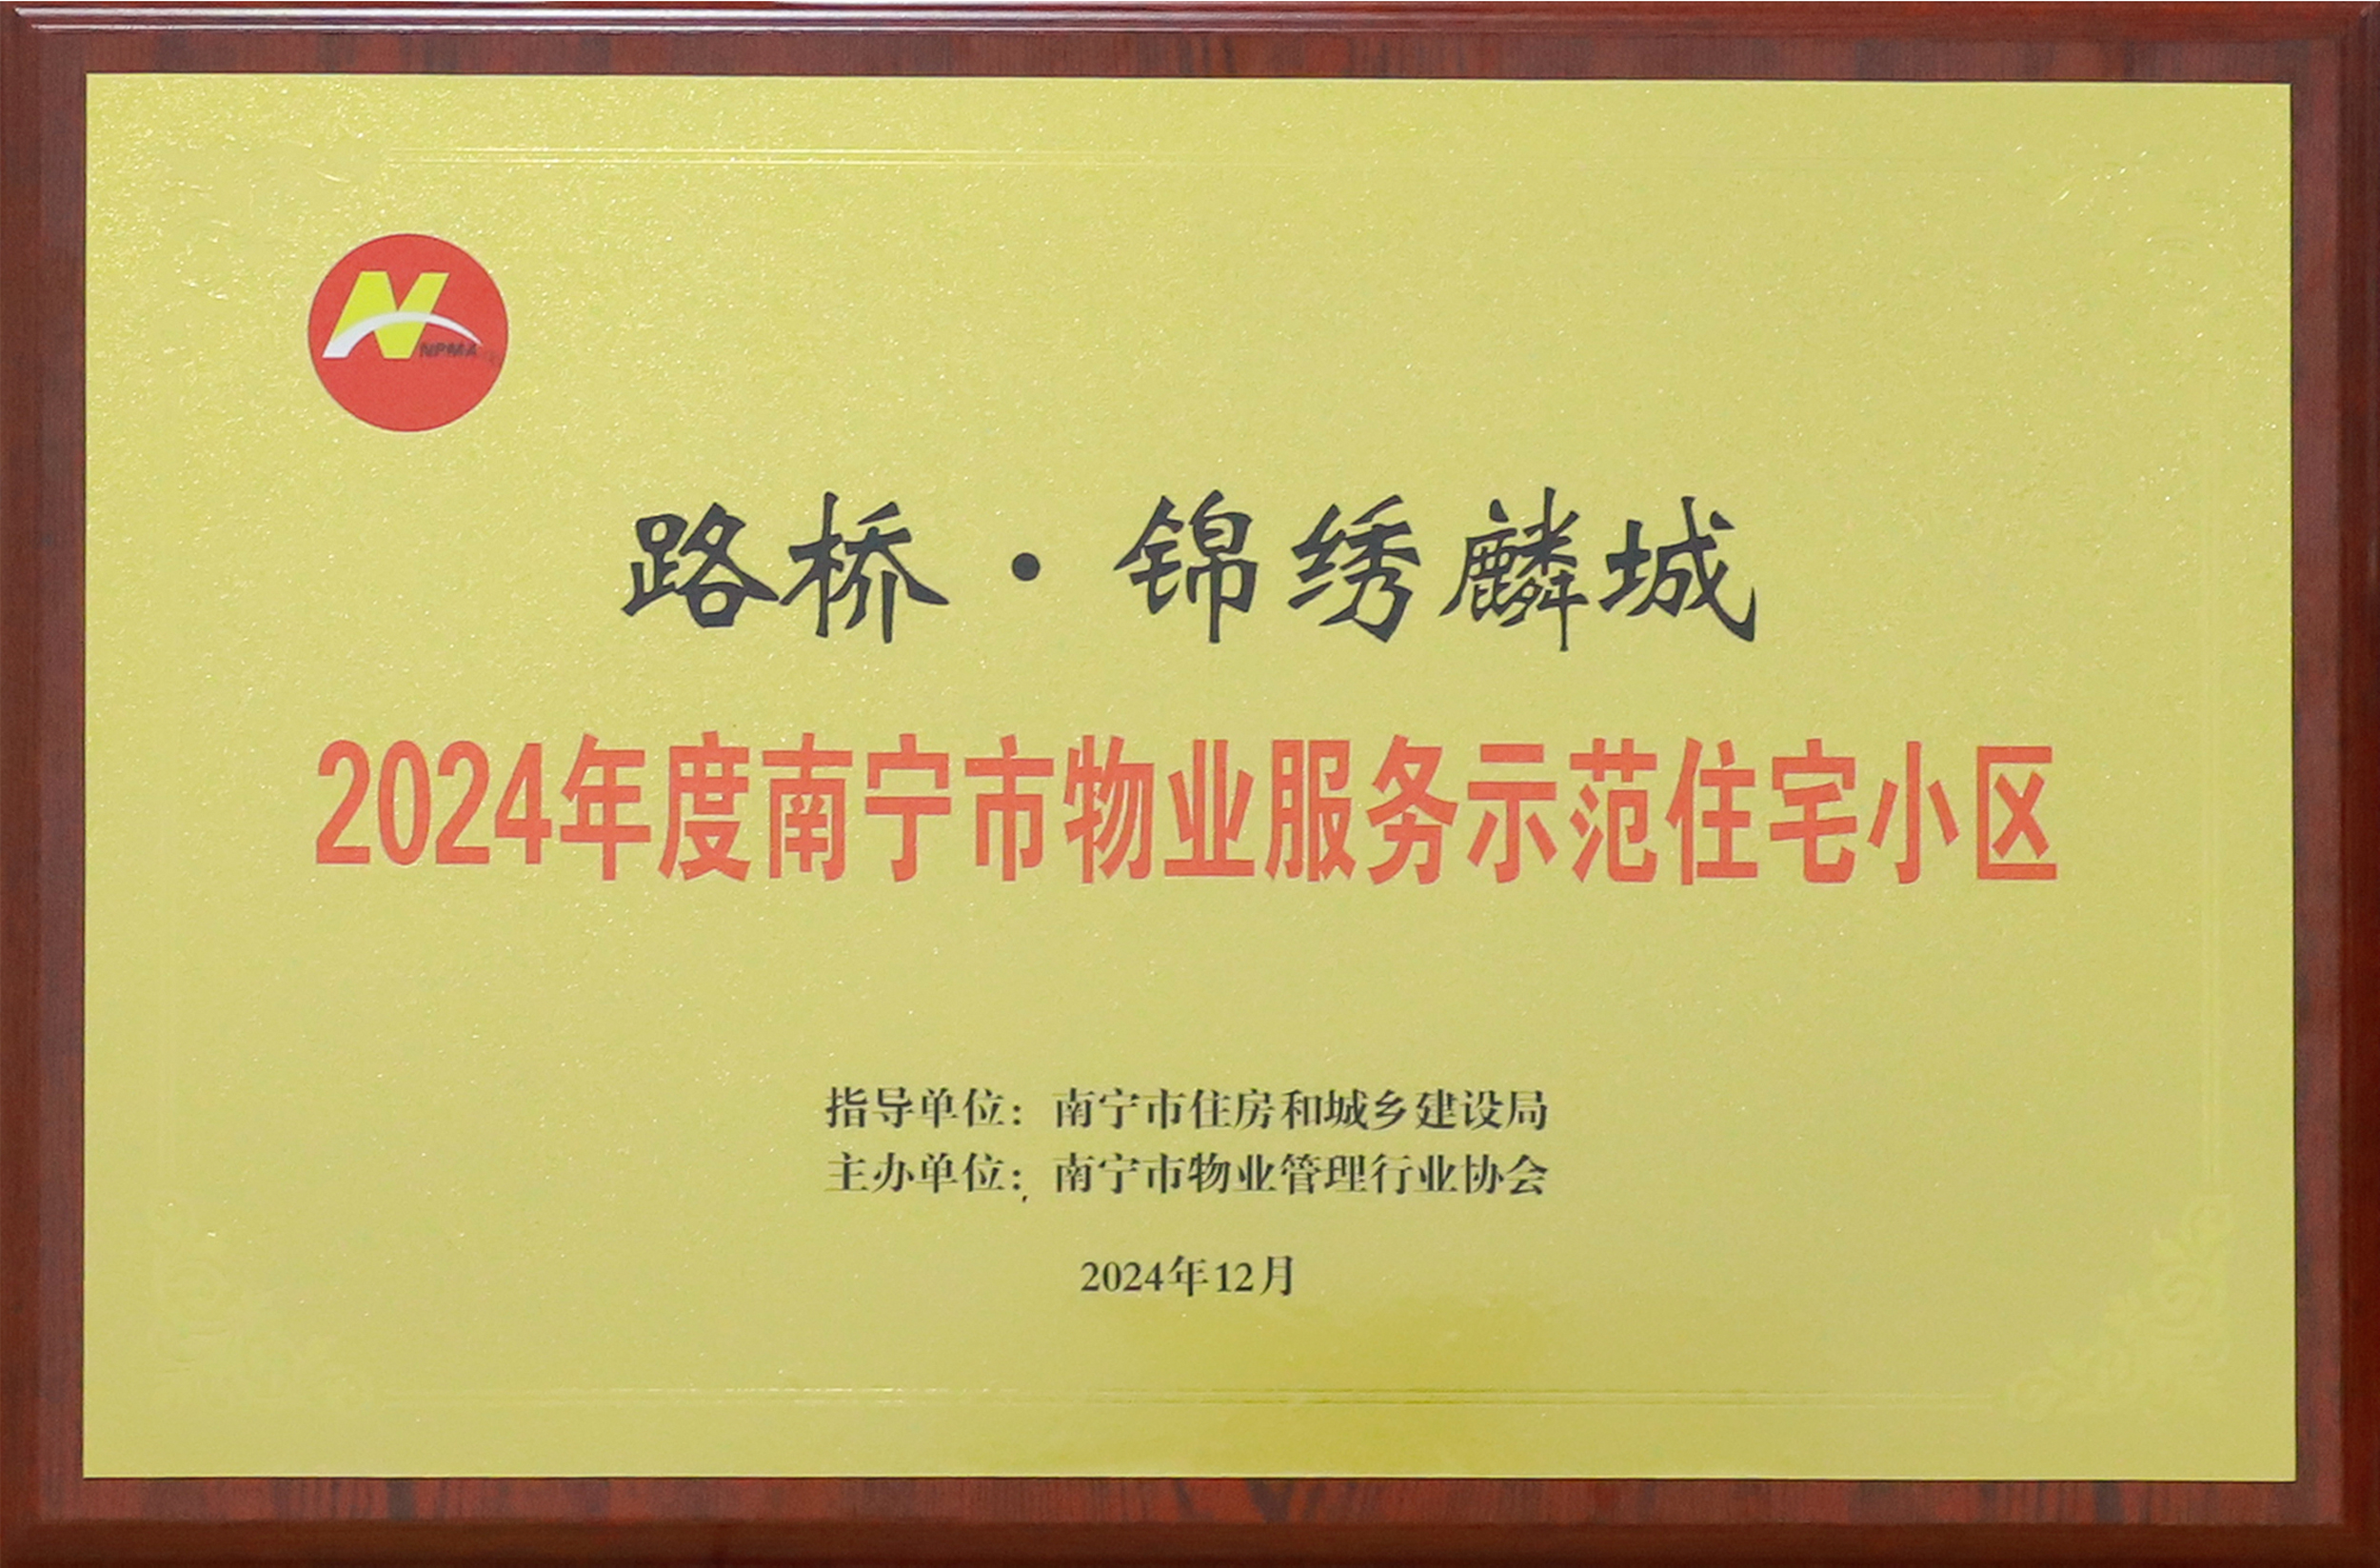 NPMA
路桥·锦绣麟城
2024年度南宁市物业服务示范住宅小区
指导单位：南宁市住房和城乡建设局
主办单位：南宁市物业管理行业协会
2024年12月